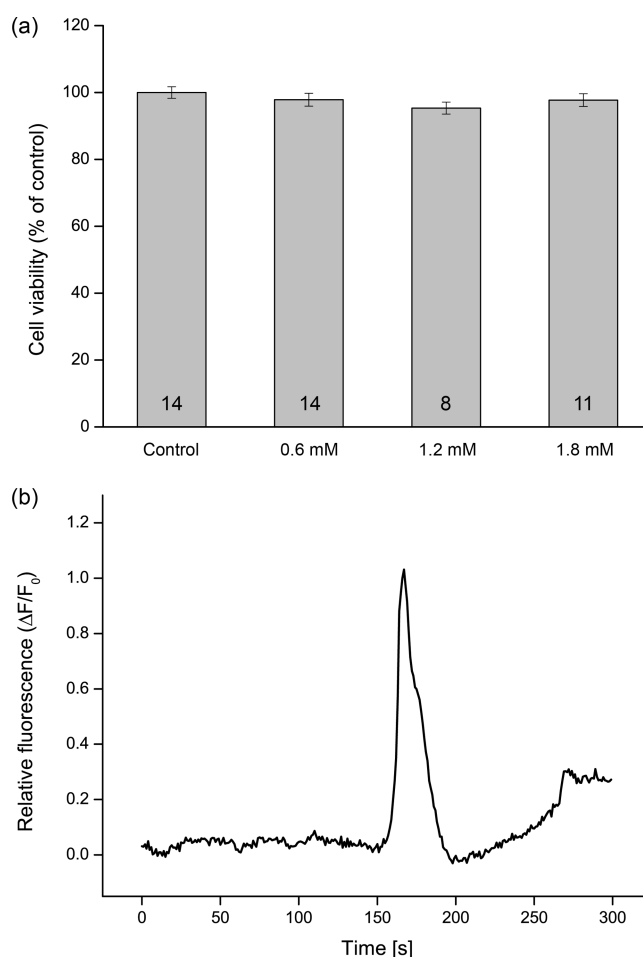 (a)
120
100
80
60
40
20
0
Cell viability (% of control)
14
14
8
11
Control
0.6 mM
1.2 mM
1.8 mM
(b)
1.2
1.0
0.8
0.6
0.4
0.2
0.0
Relative fluorescence (ΔF/F₀)
0
50
100
150
200
250
300
Time [s]